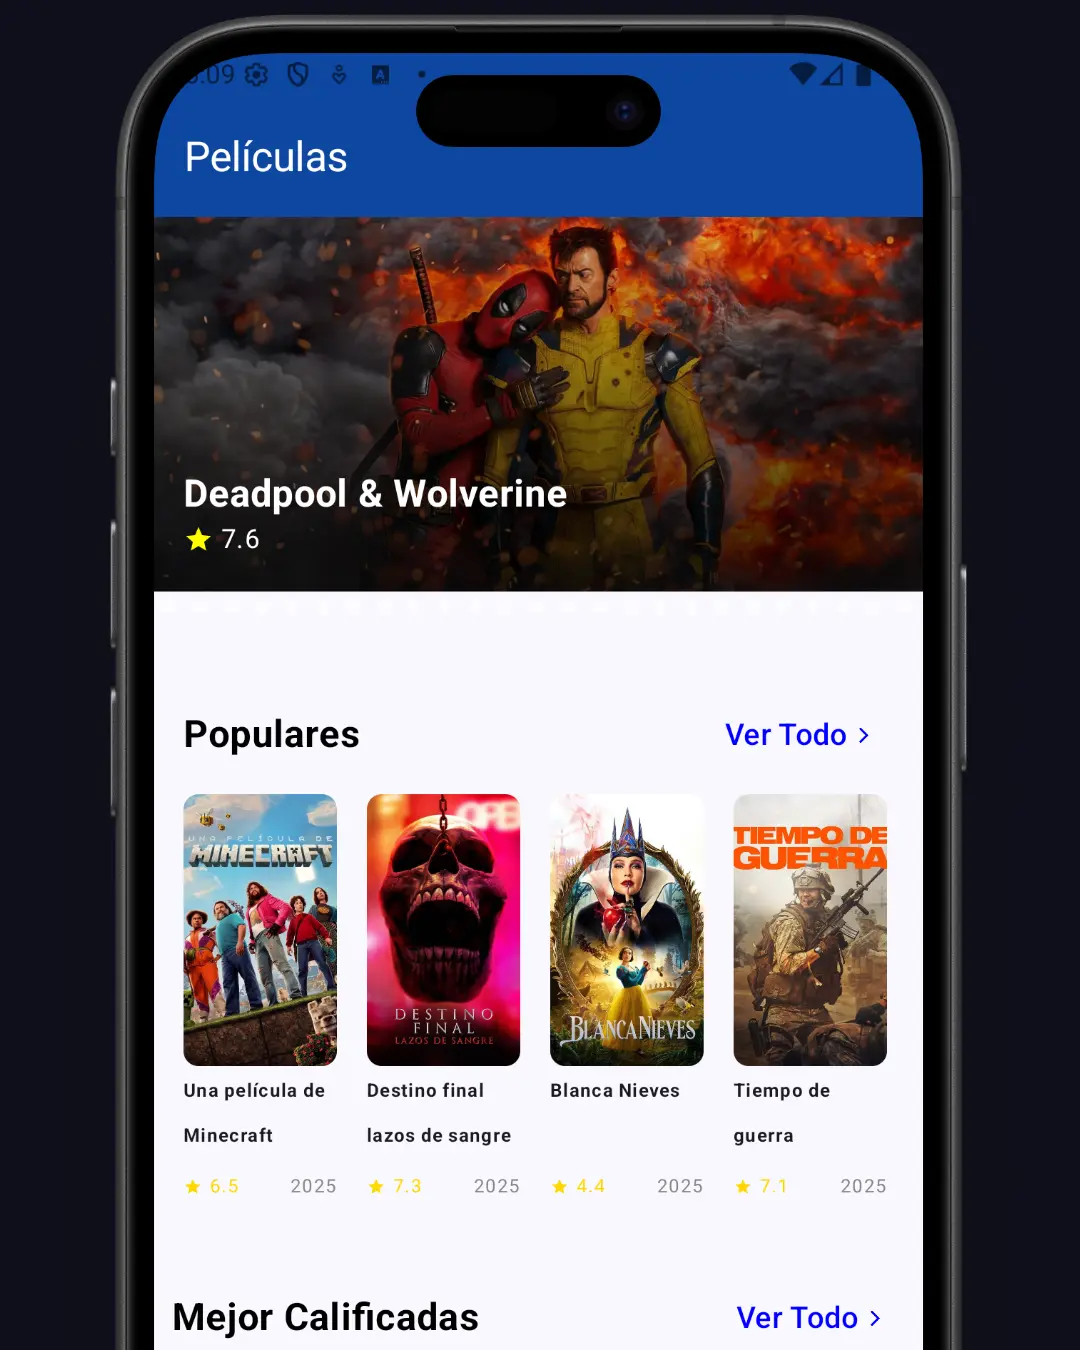 :09
Películas
Deadpool & Wolverine
7.6
Populares
Ver Todo >
UNA PELÍCULA DE
MINECRAFT
DESTINO
FINAL
LAZOS DE SANGRE
BLANCANIEVES
TIEMPO DE
GUERRA
Una película de
Minecraft
6.5 2025
Destino final
lazos de sangre
7.3 2025
Blanca Nieves
4.4 2025
Tiempo de
guerra
7.1 2025
Mejor Calificadas
Ver Todo >